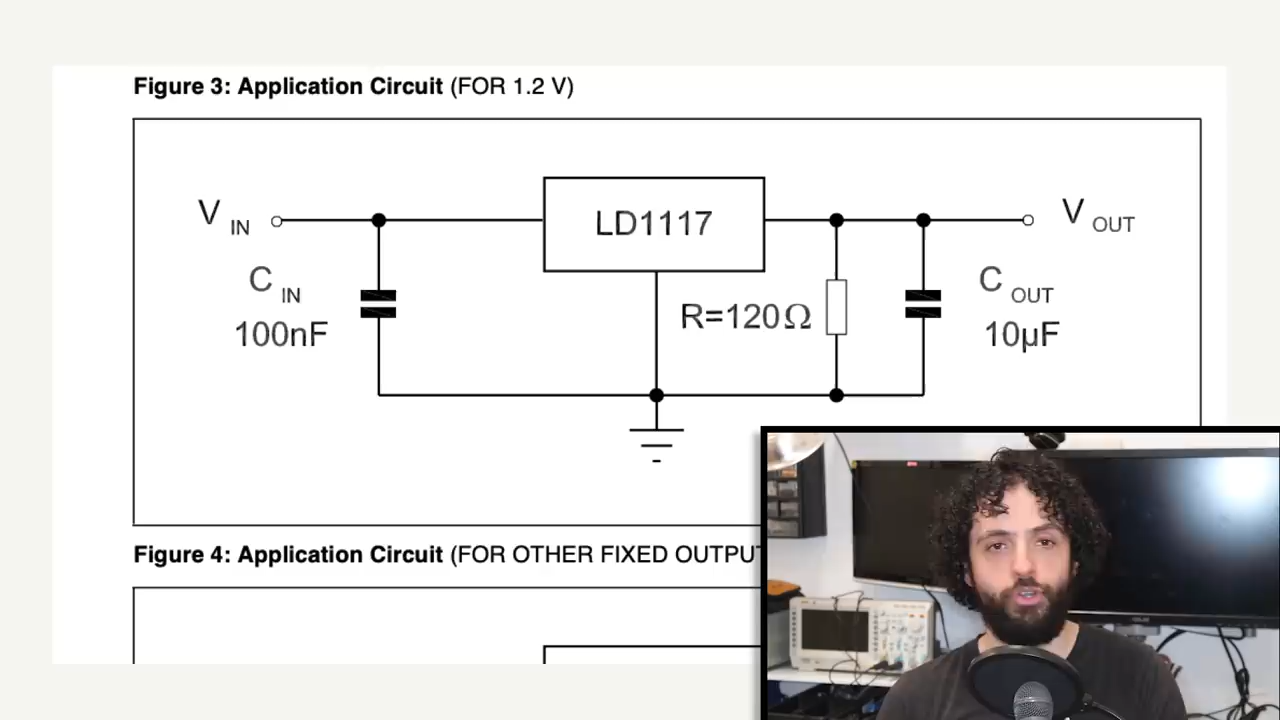 Figure 3: Application Circuit (FOR 1.2 V)
V IN
LD1117
V OUT
C IN
100nF
R=120Ω
C OUT
10µF
Figure 4: Application Circuit (FOR OTHER FIXED OUTPUT